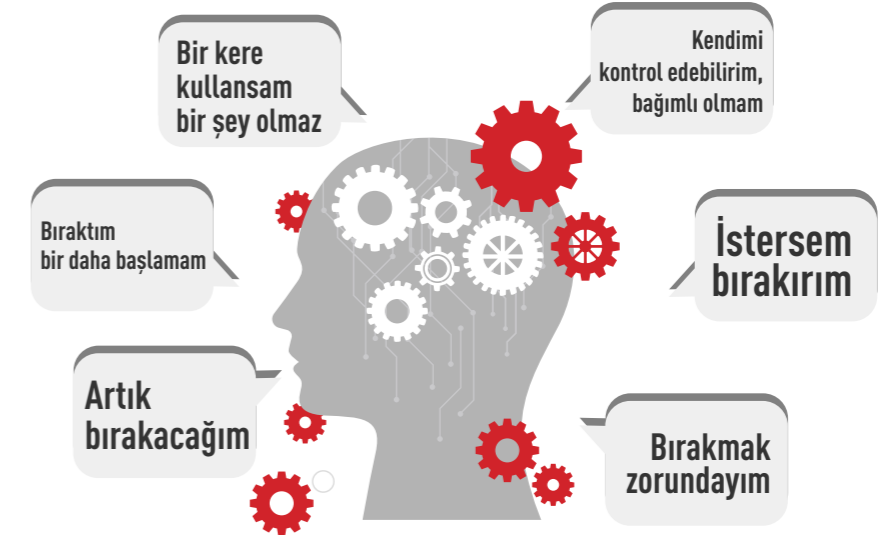 Bir kere
kullansam
bir şey olmaz
Kendimi
kontrol edebilirim,
bağımlı olmam
Bıraktım
bir daha başlamam
İstersem
bırakırım
Artık
bırakacağım
Bırakmak
zorundayım